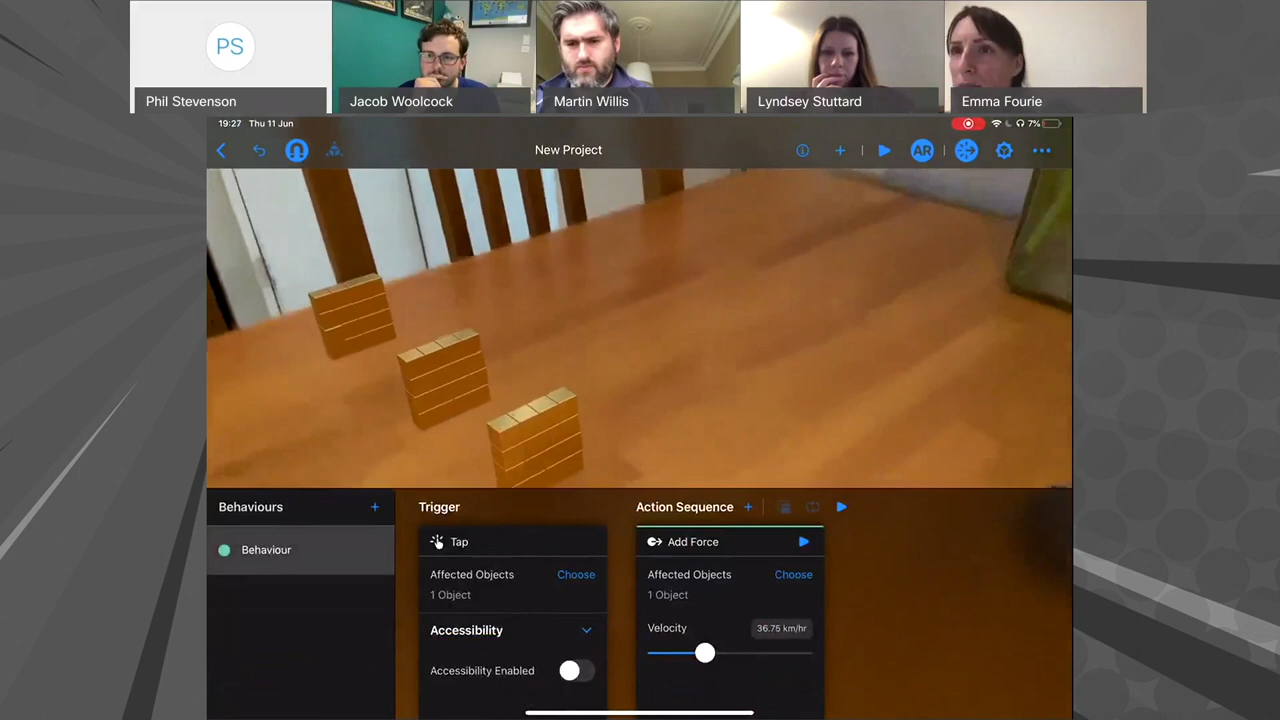 PS
Phil Stevenson
Jacob Woolcock
Martin Willis
Lyndsey Stuttard
Emma Fourie
19:27 Thu 11 Jun
7%
New Project
AR
Behaviours
Behaviour
Trigger
Tap
Affected Objects Choose
1 Object
Accessibility
Accessibility Enabled
Action Sequence
Add Force
Affected Objects Choose
1 Object
Velocity 36.75 km/hr